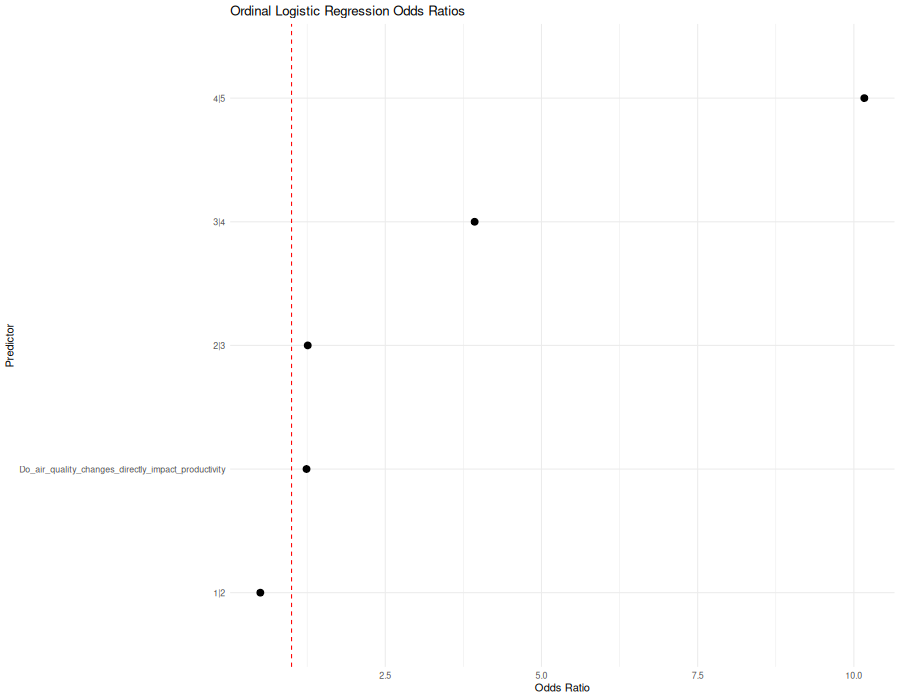 Ordinal Logistic Regression Odds Ratios
Predictor
4|5
3|4
2|3
Do_air_quality_changes_directly_impact_productivity
1|2
2.5 5.0 7.5 10.0
Odds Ratio